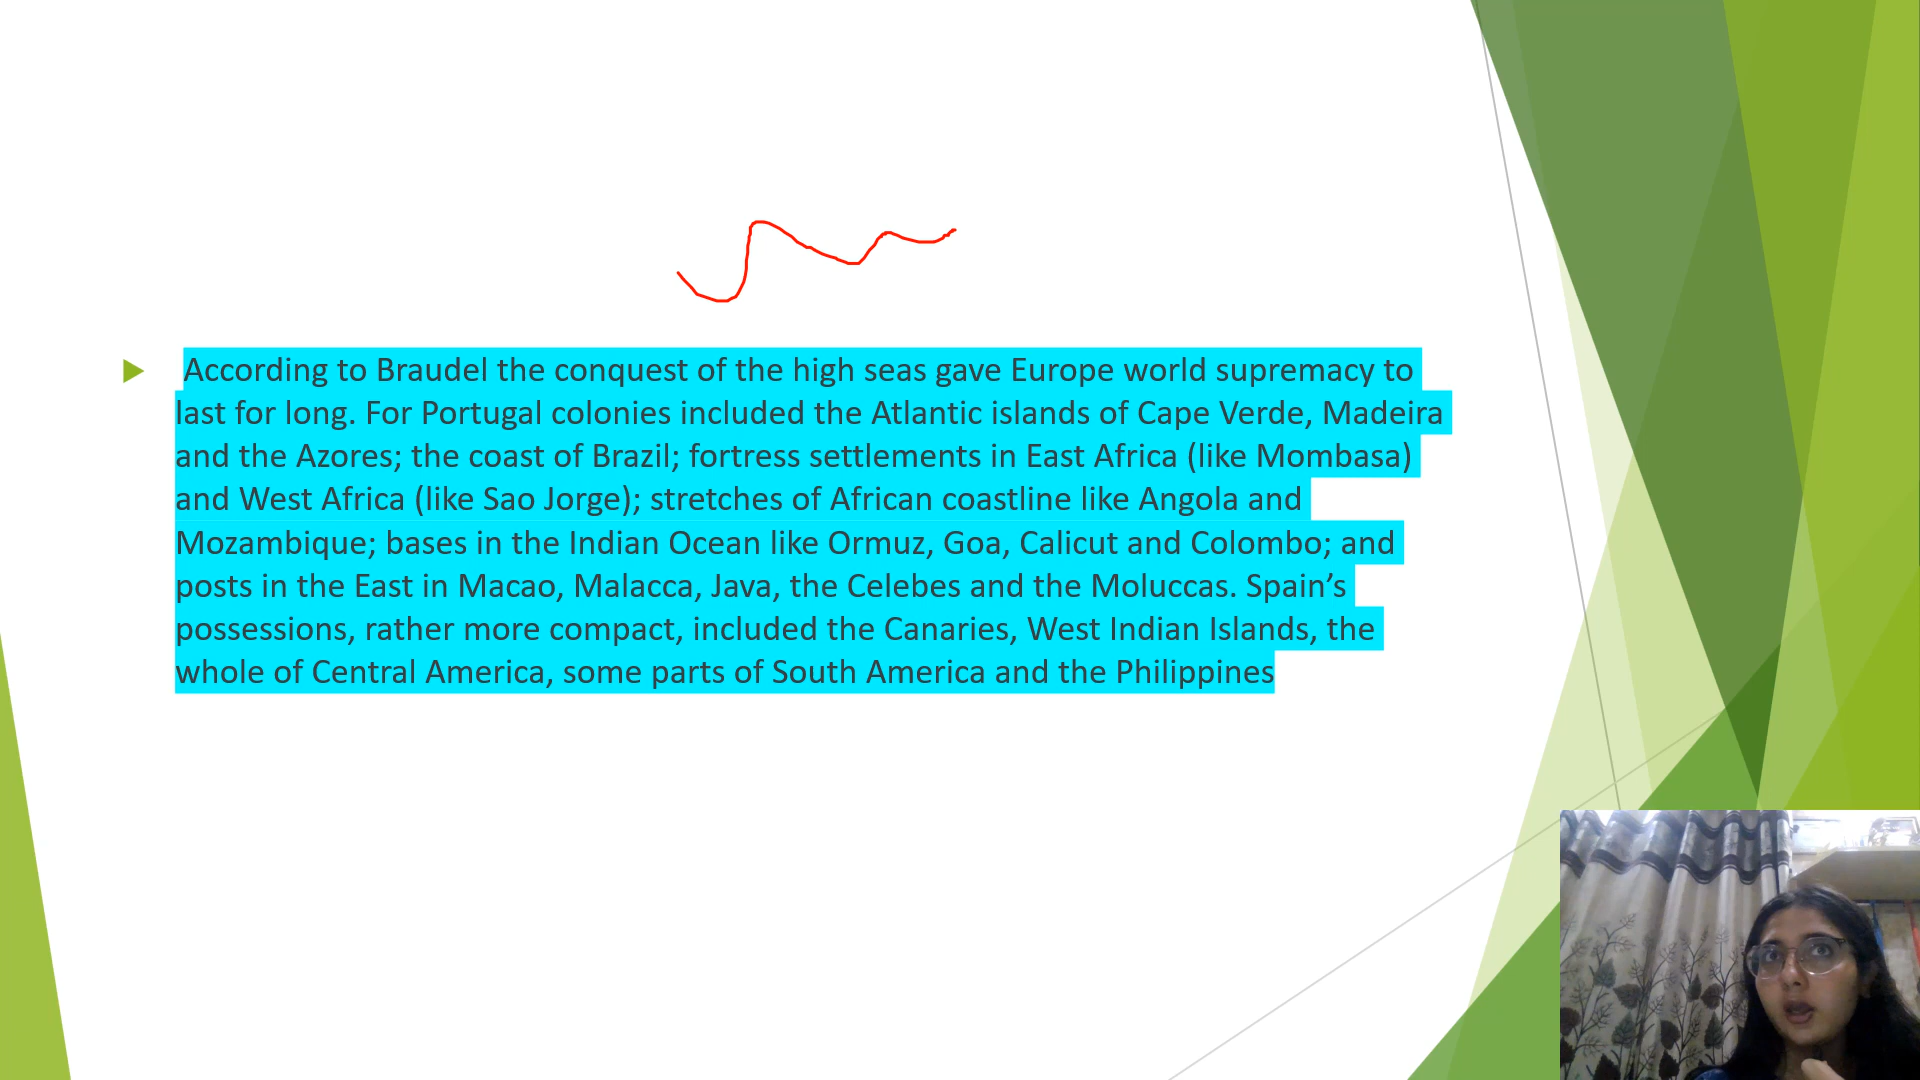 According to Braudel the conquest of the high seas gave Europe world supremacy to
last for long. For Portugal colonies included the Atlantic islands of Cape Verde, Madeira
and the Azores; the coast of Brazil; fortress settlements in East Africa (like Mombasa)
and West Africa (like Sao Jorge); stretches of African coastline like Angola and
Mozambique; bases in the Indian Ocean like Ormuz, Goa, Calicut and Colombo; and
posts in the East in Macao, Malacca, Java, the Celebes and the Moluccas. Spain’s
possessions, rather more compact, included the Canaries, West Indian Islands, the
whole of Central America, some parts of South America and the Philippines